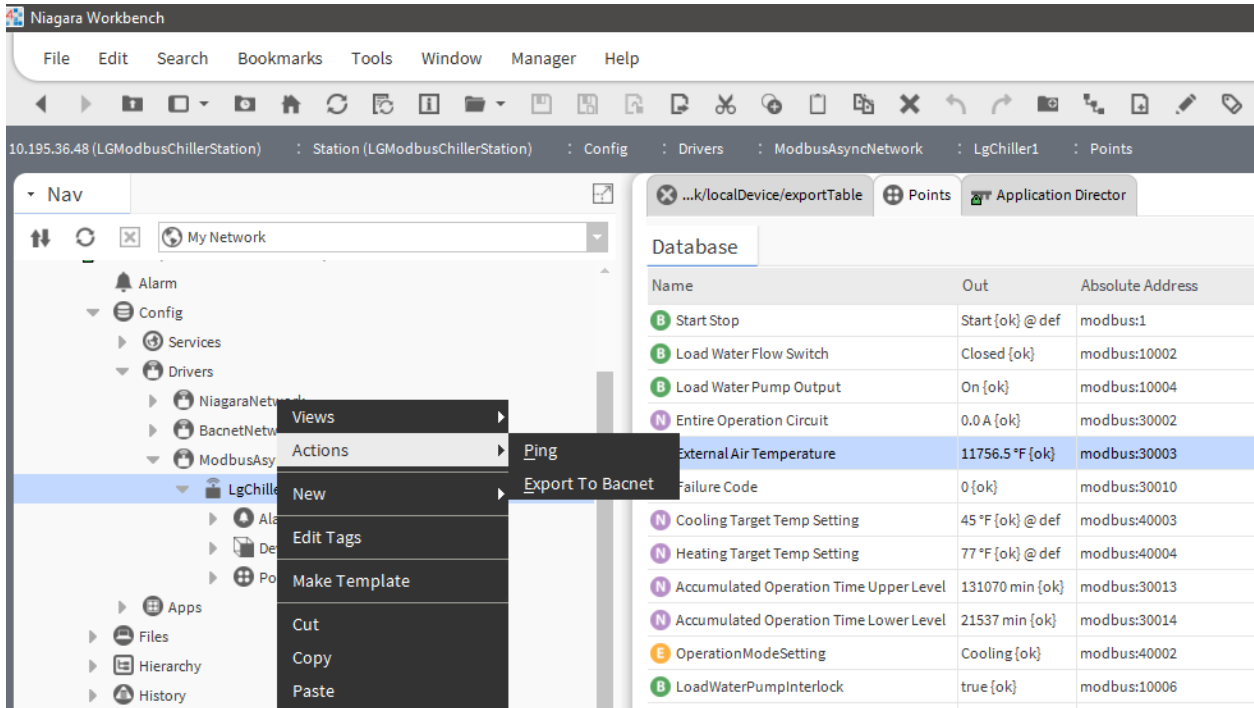 Niagara Workbench
File Edit Search Bookmarks Tools Window Manager Help
10.195.36.48 (LGModbusChillerStation) : Station (LGModbusChillerStation) : Config : Drivers : ModbusAsyncNetwork : LgChiller1 : Points
Nav
My Network
Alarm
Config
Services
Drivers
NiagaraNetw
BacnetNetw
ModbusAsy
LgChille
Ala
De
Po
Apps
Files
Hierarchy
History
Views
Actions
New
Edit Tags
Make Template
Cut
Copy
Paste
Ping
Export To Bacnet
...k/localDevice/exportTable Points Application Director
Database
Name Out Absolute Address
B Start Stop Start {ok} @ def modbus:1
B Load Water Flow Switch Closed {ok} modbus:10002
B Load Water Pump Output On {ok} modbus:10004
N Entire Operation Circuit 0.0 A {ok} modbus:30002
External Air Temperature 11756.5 °F {ok} modbus:30003
Failure Code 0 {ok} modbus:30010
N Cooling Target Temp Setting 45 °F {ok} @ def modbus:40003
N Heating Target Temp Setting 77 °F {ok} @ def modbus:40004
N Accumulated Operation Time Upper Level 131070 min {ok} modbus:30013
N Accumulated Operation Time Lower Level 21537 min {ok} modbus:30014
E OperationModeSetting Cooling {ok} modbus:40002
B LoadWaterPumpInterlock true {ok} modbus:10006